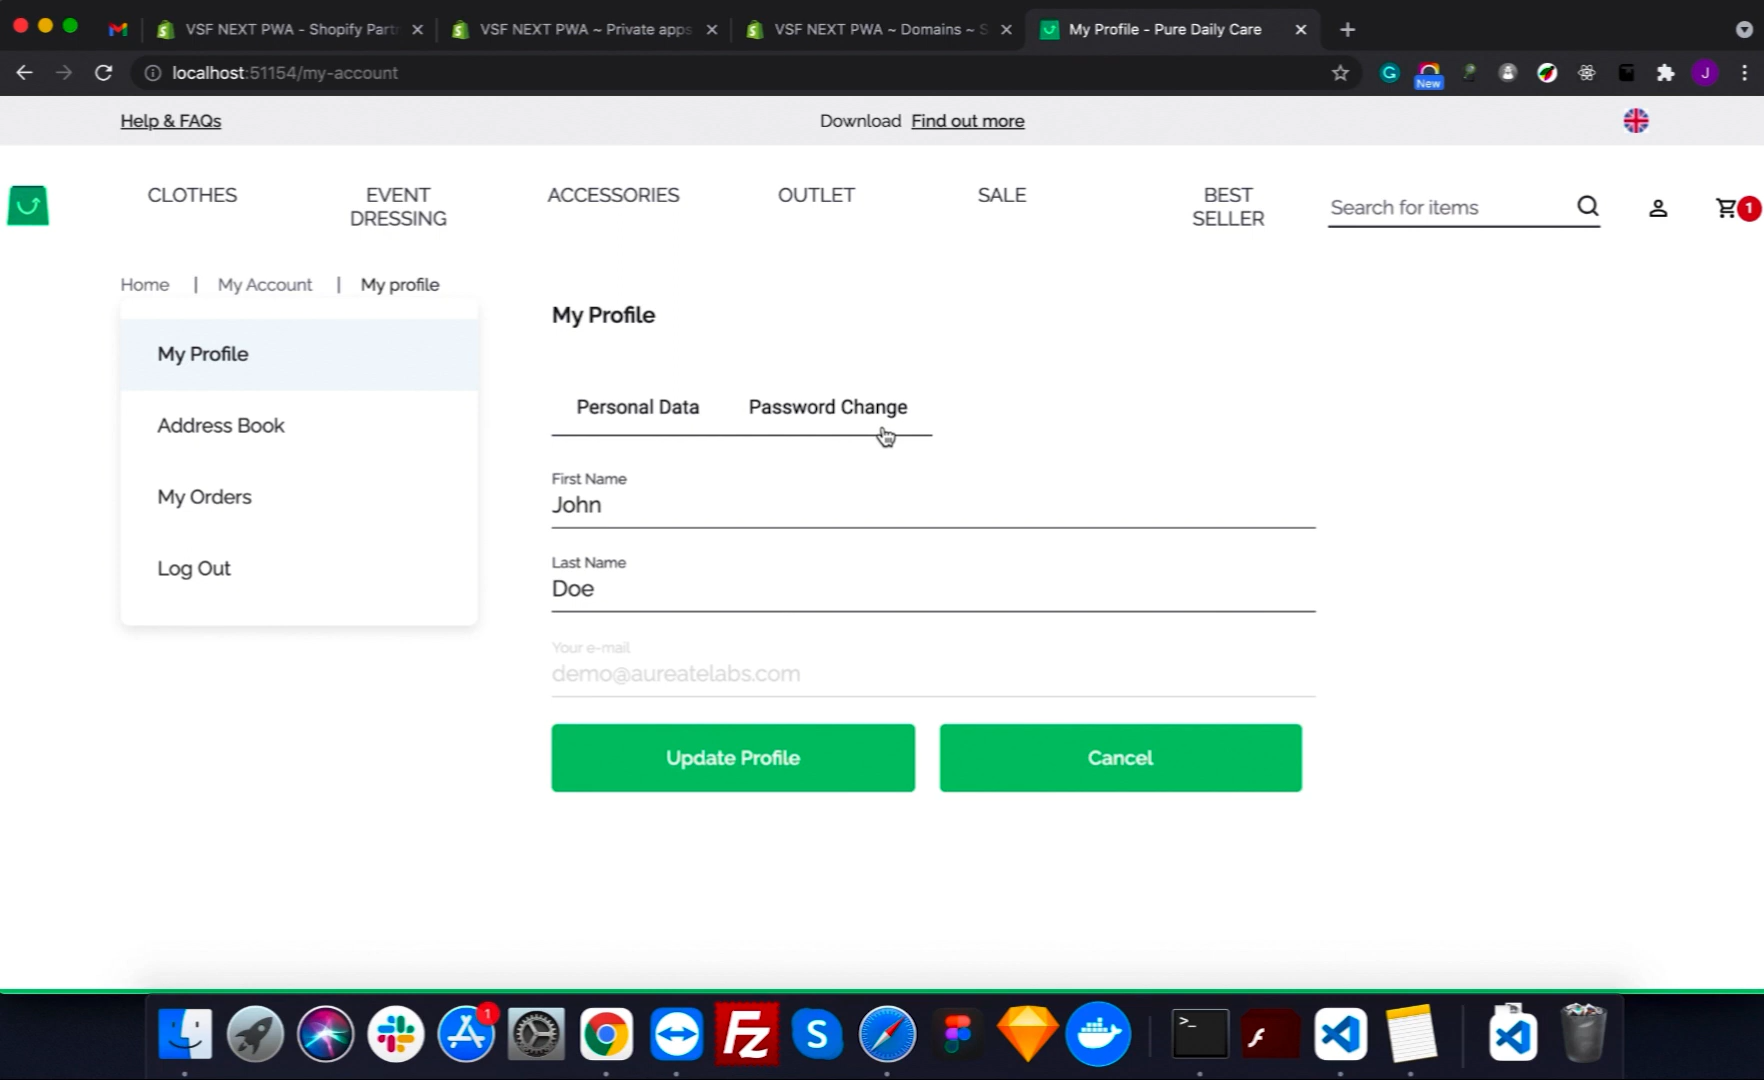 VSF NEXT PWA - Shopify Partn
VSF NEXT PWA ~ Private apps
VSF NEXT PWA ~ Domains ~ S
My Profile - Pure Daily Care
localhost:51154/my-account
G
New
J
Help & FAQs
Download Find out more
CLOTHES
EVENT
DRESSING
ACCESSORIES
OUTLET
SALE
BEST
SELLER
Search for items
1
Home | My Account | My profile
My Profile
Address Book
My Orders
Log Out
My Profile
Personal Data
Password Change
First Name
John
Last Name
Doe
Your e-mail
demo@aureatelabs.com
Update Profile
Cancel
1
Fz
S
>_
f